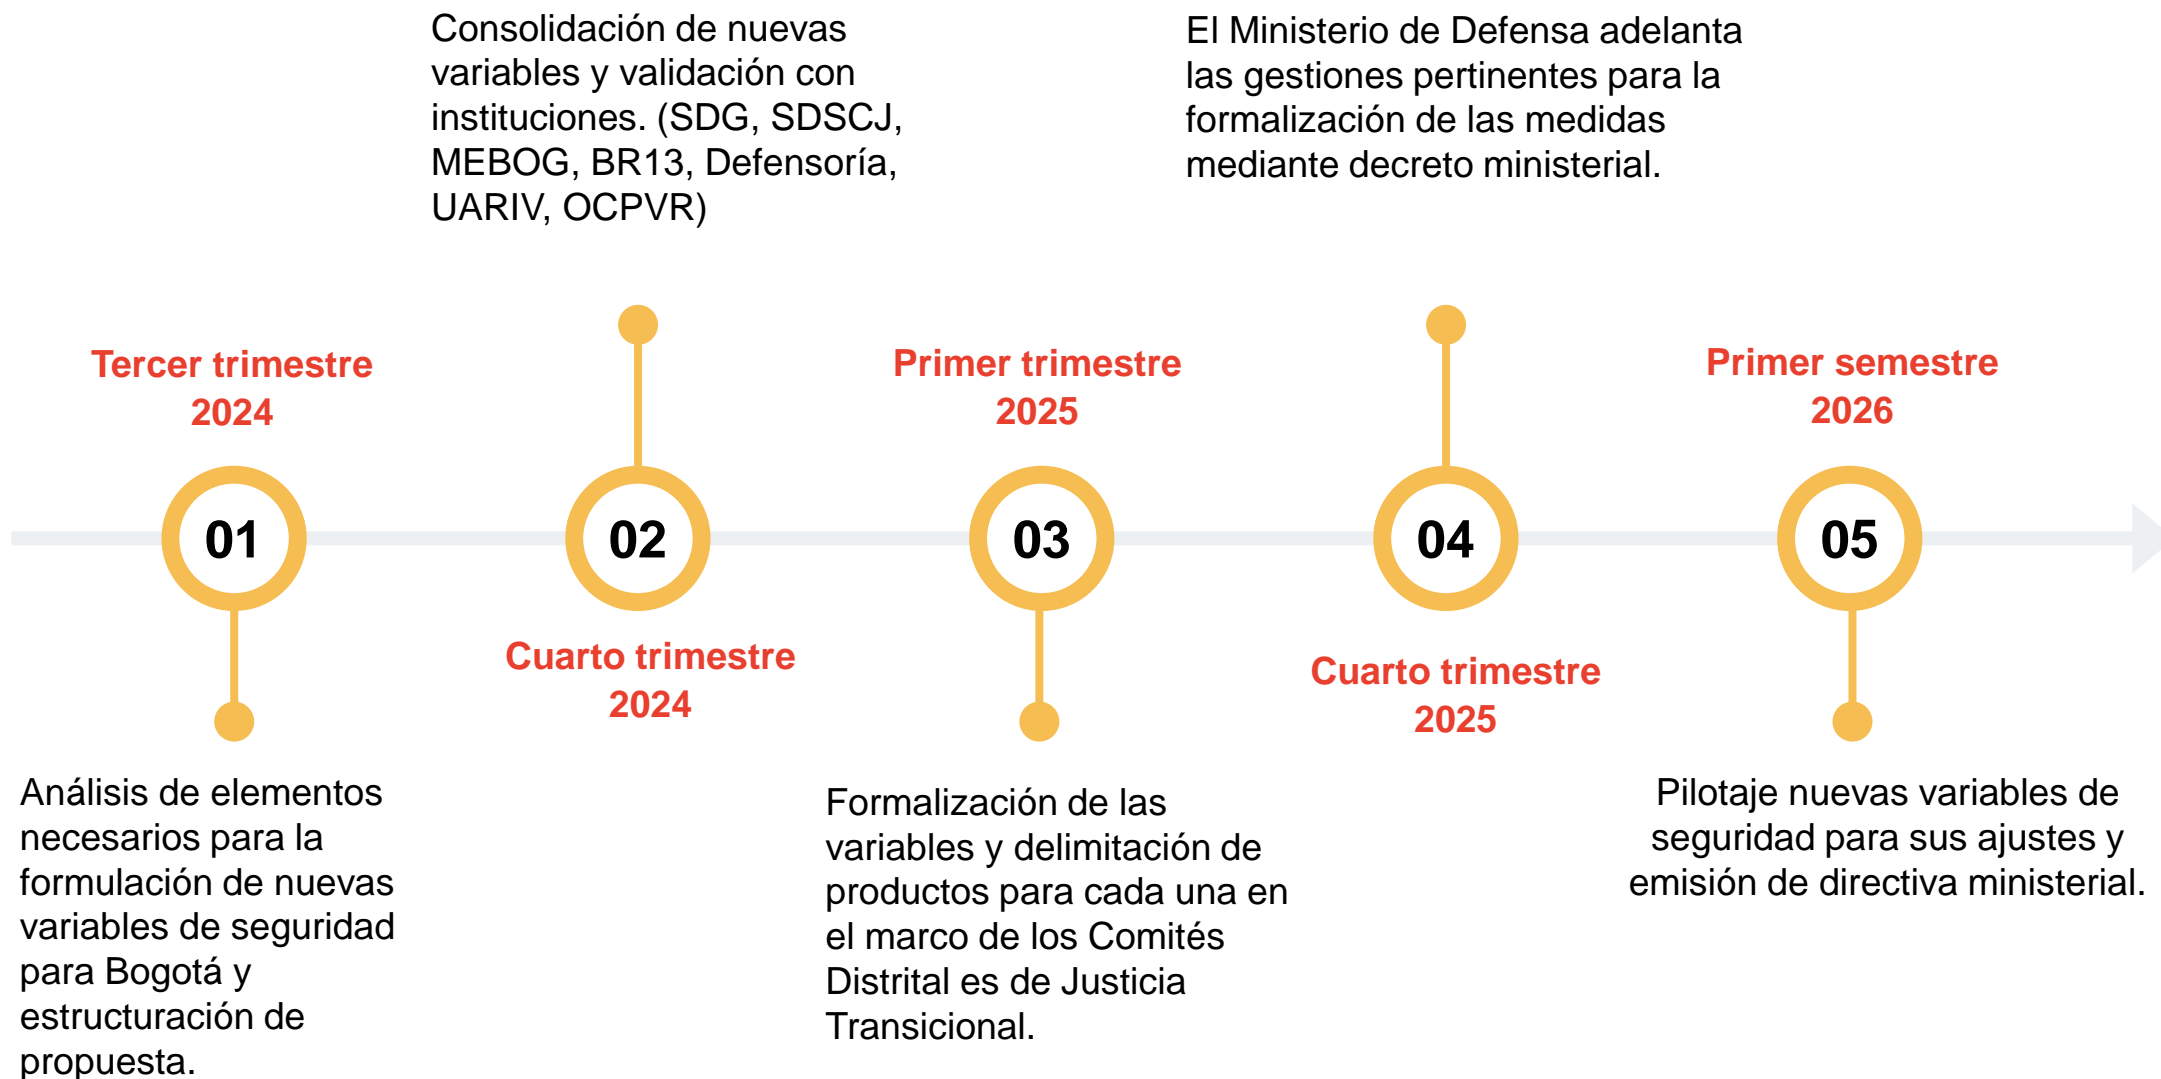 Consolidación de nuevas
variables y validación con
instituciones. (SDG, SDSCJ,
MEBOG, BR13, Defensoría,
UARIV, OCPVR)
El Ministerio de Defensa adelanta
las gestiones pertinentes para la
formalización de las medidas
mediante decreto ministerial.
Tercer trimestre
2024
Primer trimestre
2025
Primer semestre
2026
01
02
03
04
05
Cuarto trimestre
2024
Cuarto trimestre
2025
Análisis de elementos
necesarios para la
formulación de nuevas
variables de seguridad
para Bogotá y
estructuración de
propuesta.
Formalización de las
variables y delimitación de
productos para cada una en
el marco de los Comités
Distrital es de Justicia
Transicional.
Pilotaje nuevas variables de
seguridad para sus ajustes y
emisión de directiva ministerial.